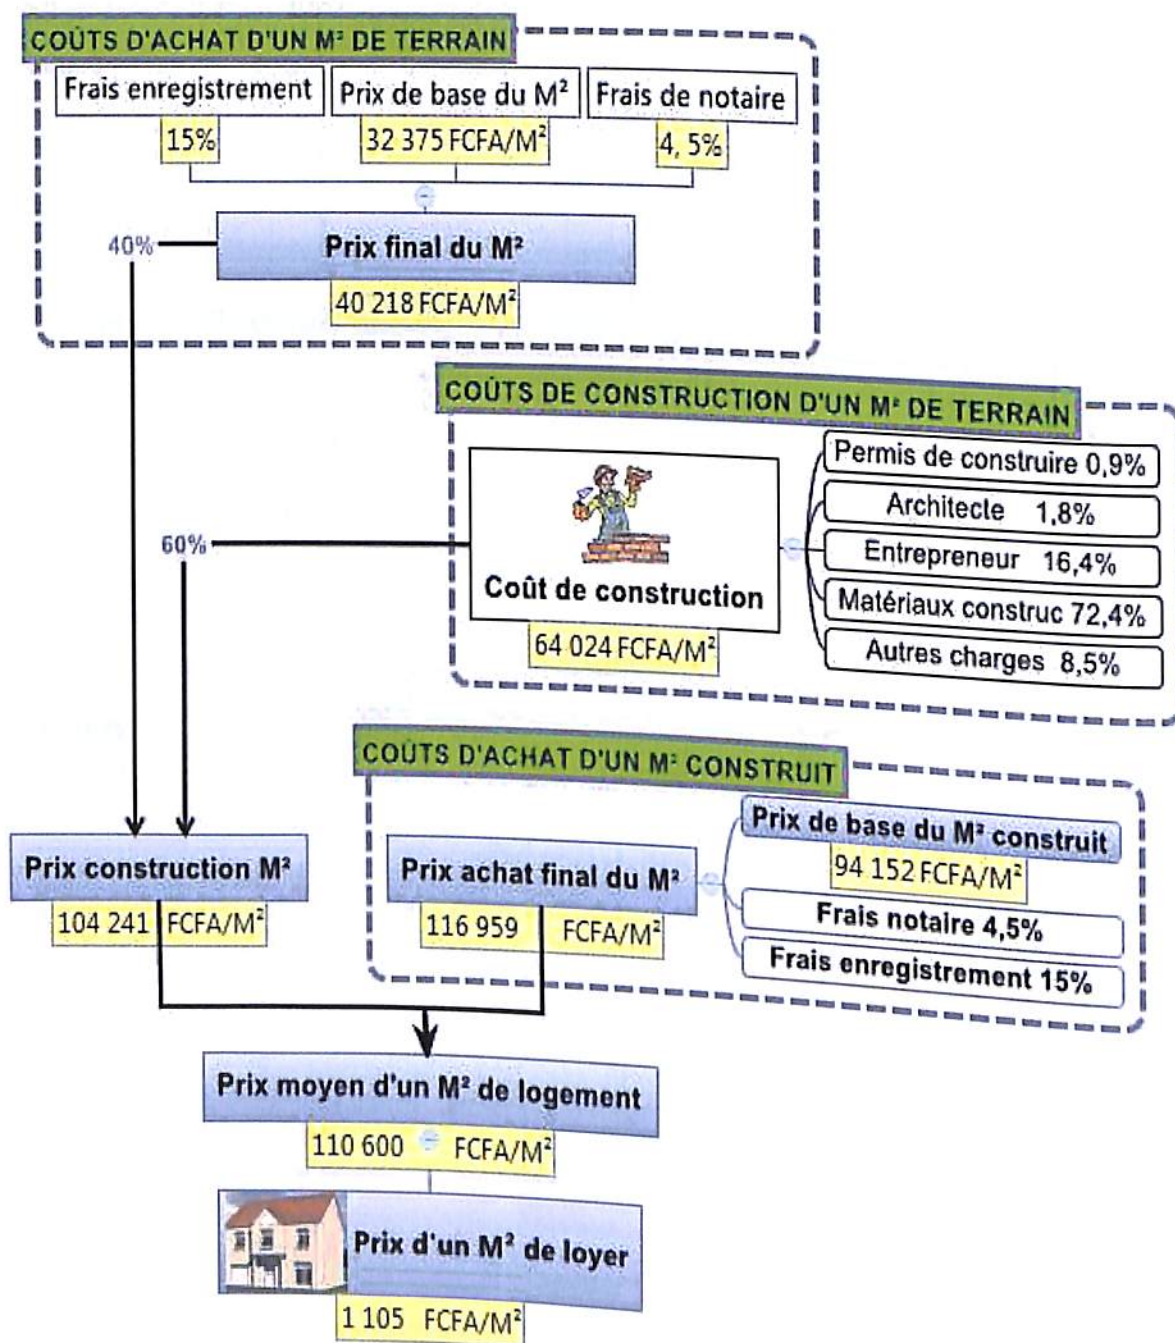 COÛTS D'ACHAT D'UN M² DE TERRAIN
Frais enregistrement
15%
Prix de base du M²
32 375 FCFA/M²
Frais de notaire
4, 5%
Prix final du M²
40 218 FCFA/M²
40%
COÛTS DE CONSTRUCTION D'UN M² DE TERRAIN
Coût de construction
64 024 FCFA/M²
60%
Permis de construire 0,9%
Architecte 1,8%
Entrepreneur 16,4%
Matériaux construc 72,4%
Autres charges 8,5%
COÛTS D'ACHAT D'UN M² CONSTRUIT
Prix construction M²
104 241 FCFA/M²
Prix achat final du M²
116 959 FCFA/M²
Prix de base du M² construit
94 152 FCFA/M²
Frais notaire 4,5%
Frais enregistrement 15%
Prix moyen d'un M² de logement
110 600 FCFA/M²
Prix d'un M² de loyer
1 105 FCFA/M²